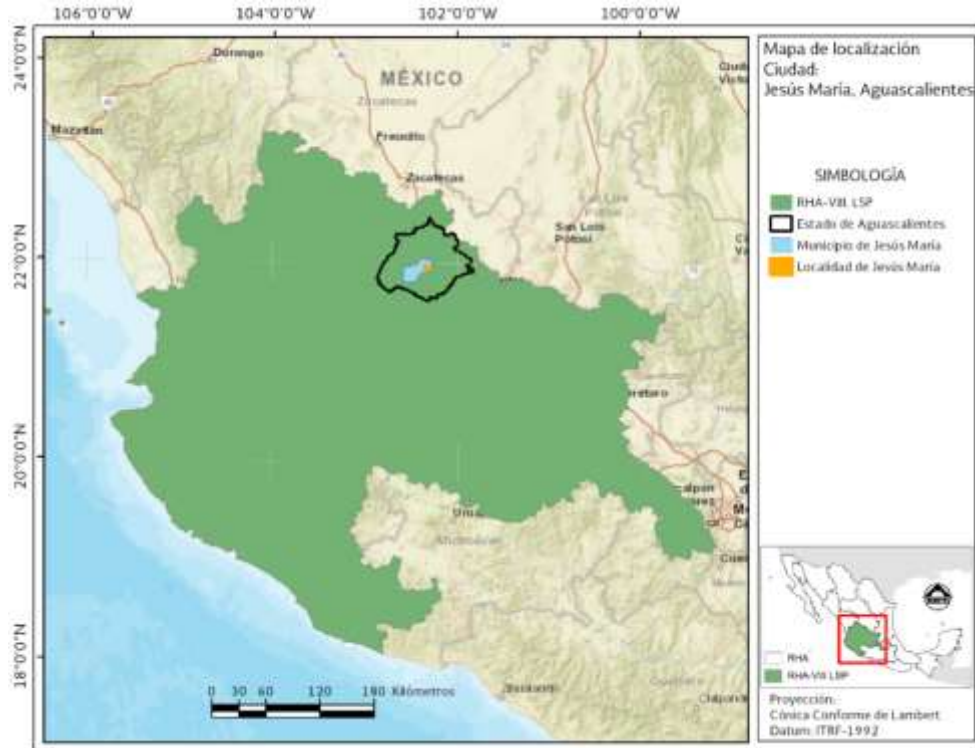 106°0'0"W
104°0'0"W
102°0'0"W
100°0'0"W
24°0'0"N
22°0'0"N
20°0'0"N
18°0'0"N
Durango
MÉXICO
Zacatecas
Mazatlán
Fresnillo
Zacatecas
San Luis
Potosí
San Luis
Potosí
0 30 60 120 180 Kilómetros
Mapa de localización
Ciudad:
Jesús María, Aguascalientes
SIMBOLOGÍA
RHA-VIII. LSP
Estado de Aguascalientes
Municipio de Jesús María
Localidad de Jesús María
RHA
RHA-VIII LSP
Proyección:
Cónica Conforme de Lambert
Datum: ITRF-1992